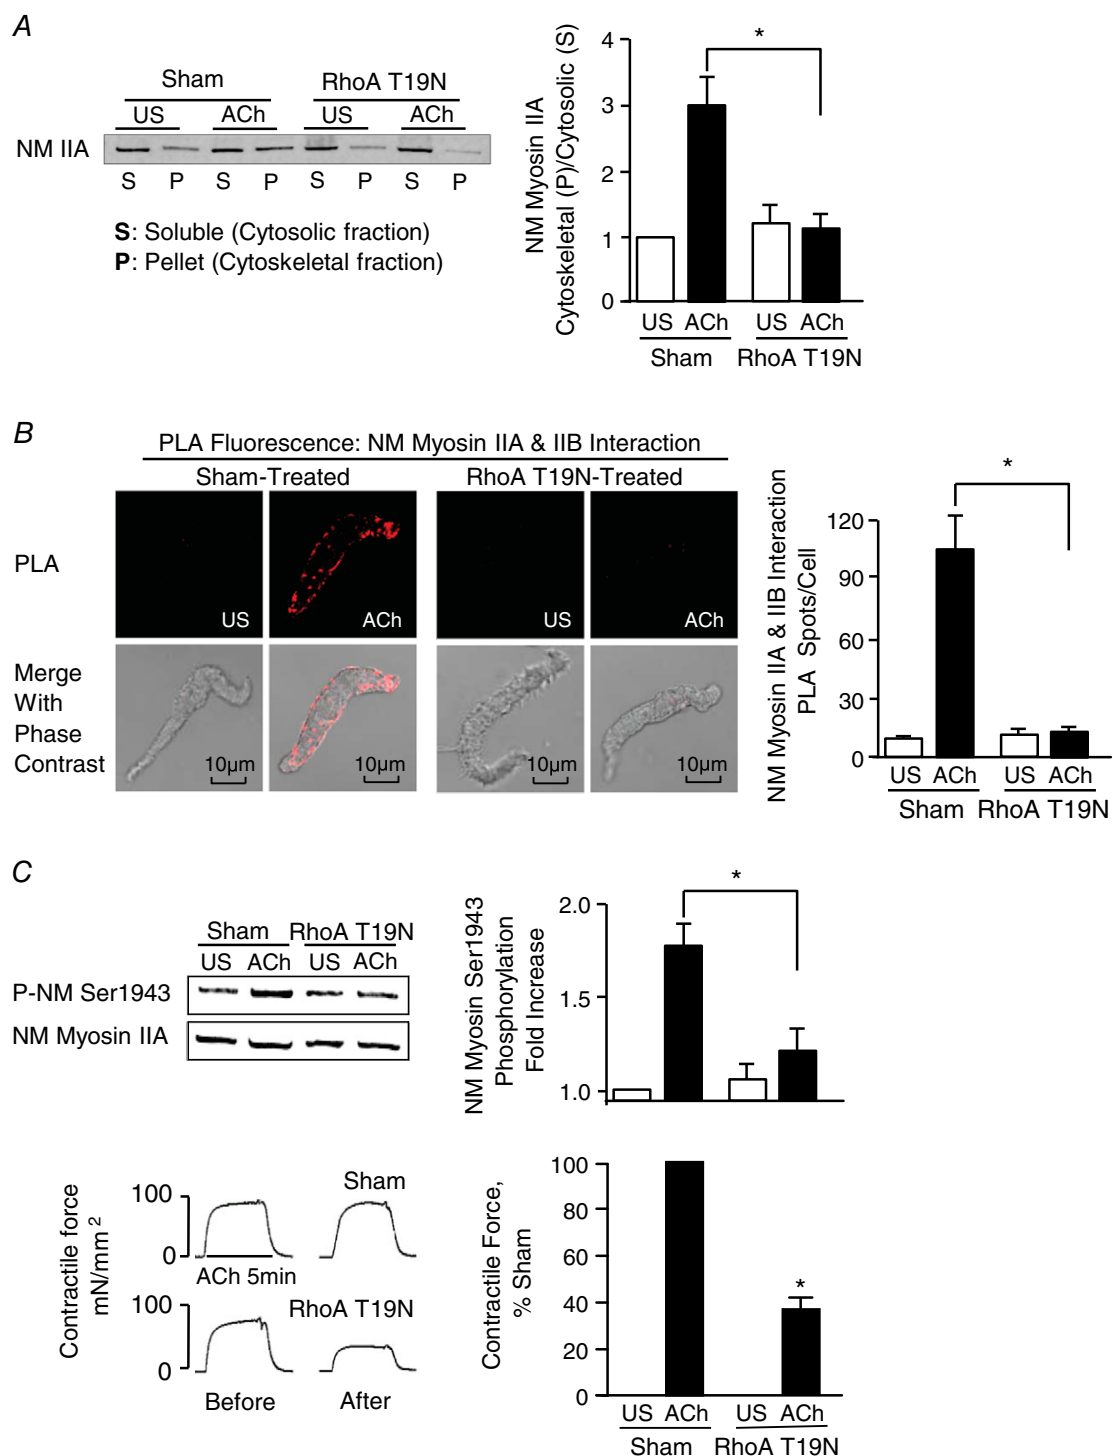 A
Sham
RhoA T19N
US ACh US ACh
NM IIA
S P S P S P S P
S: Soluble (Cytosolic fraction)
P: Pellet (Cytoskeletal fraction)
NM Myosin IIA
Cytoskeletal (P)/Cytosolic (S)
4
3
2
1
0
*
US ACh US ACh
Sham RhoA T19N
B
PLA Fluorescence: NM Myosin IIA & IIB Interaction
Sham-Treated RhoA T19N-Treated
PLA
US ACh US ACh
Merge
With
Phase
Contrast
10µm 10µm 10µm 10µm
NM Myosin IIA & IIB Interaction
PLA Spots/Cell
120
90
60
30
0
*
US ACh US ACh
Sham RhoA T19N
C
Sham RhoA T19N
US ACh US ACh
P-NM Ser1943
NM Myosin IIA
NM Myosin Ser1943
Phosphorylation
Fold Increase
2.0
1.5
1.0
*
Contractile force
mN/mm 2
100
0
Sham
ACh 5min
100
0
RhoA T19N
Before After
Contractile Force,
% Sham
100
80
60
40
20
0
*
US ACh US ACh
Sham RhoA T19N